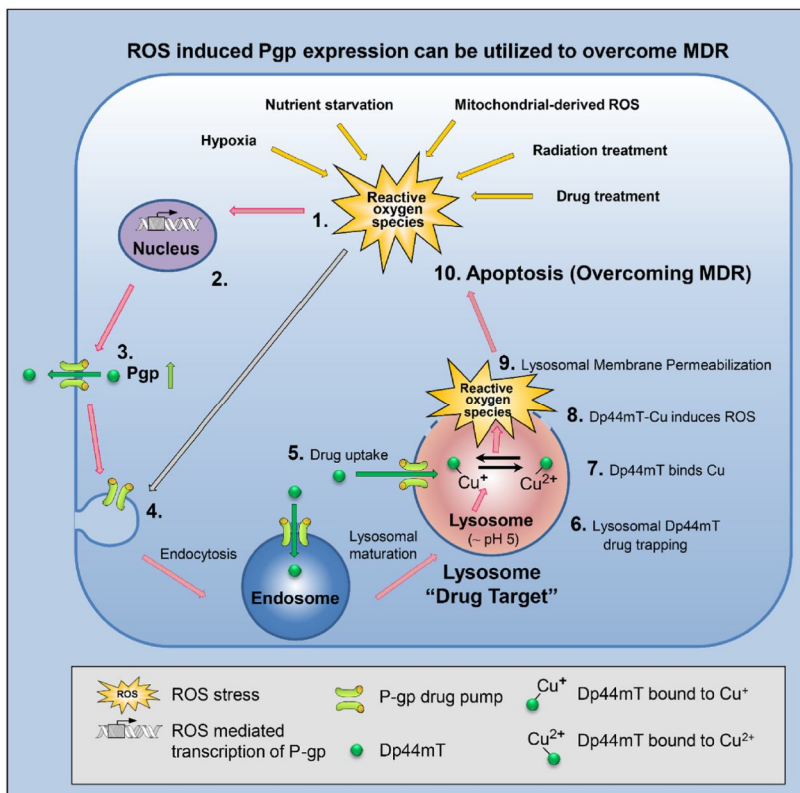 ROS induced Pgp expression can be utilized to overcome MDR
Nutrient starvation
Mitochondrial-derived ROS
Hypoxia
Radiation treatment
Drug treatment
Reactive
oxygen
species
1.
Nucleus
2.
10. Apoptosis (Overcoming MDR)
3.
Pgp
9. Lysosomal Membrane Permeabilization
Reactive
oxygen
species
8. Dp44mT-Cu induces ROS
5. Drug uptake
7. Dp44mT binds Cu
Cu+
Cu2+
4.
Lysosome
(~ pH 5)
6. Lysosomal Dp44mT
drug trapping
Endocytosis
Lysosomal
maturation
Endosome
Lysosome
"Drug Target"
ROS
ROS stress
P-gp drug pump
Cu+
Dp44mT bound to Cu+
ROS mediated
transcription of P-gp
Dp44mT
Cu2+
Dp44mT bound to Cu2+